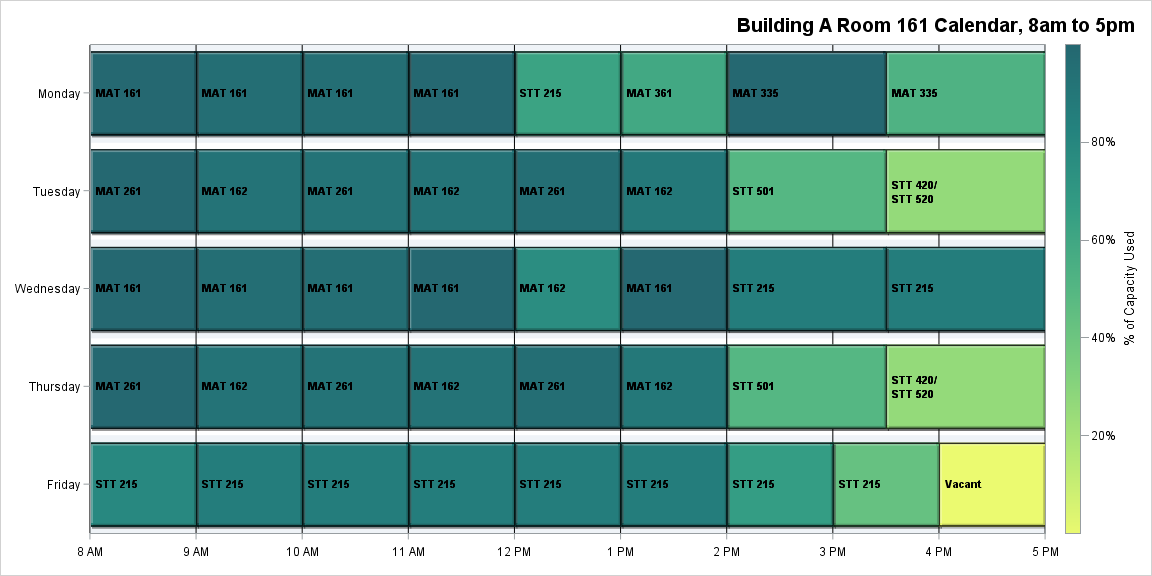 Building A Room 161 Calendar, 8am to 5pm
Monday
MAT 161
MAT 161
MAT 161
MAT 161
STT 215
MAT 361
MAT 335
MAT 335
Tuesday
MAT 261
MAT 162
MAT 261
MAT 162
MAT 261
MAT 162
STT 501
STT 420/
STT 520
Wednesday
MAT 161
MAT 161
MAT 161
MAT 161
MAT 162
MAT 161
STT 215
STT 215
Thursday
MAT 261
MAT 162
MAT 261
MAT 162
MAT 261
MAT 162
STT 501
STT 420/
STT 520
Friday
STT 215
STT 215
STT 215
STT 215
STT 215
STT 215
STT 215
STT 215
Vacant
8 AM
9 AM
10 AM
11 AM
12 PM
1 PM
2 PM
3 PM
4 PM
5 PM
80%
60%
40%
20%
% of Capacity Used